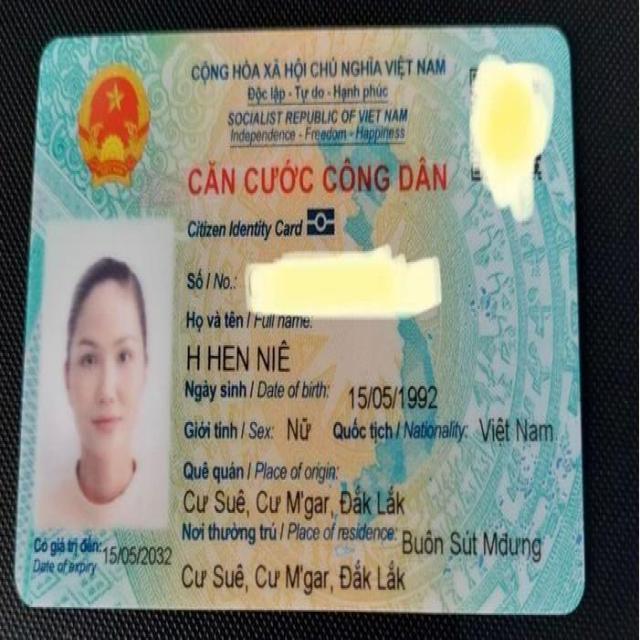 CỘNG HÒA XÃ HỘI CHỦ NGHĨA VIỆT NAM
Độc lập - Tự do - Hạnh phúc
SOCIALIST REPUBLIC OF VIET NAM
Independence - Freedom - Happiness
CĂN CƯỚC CÔNG DÂN
Citizen Identity Card
Số / No.:
Họ và tên / Full name:
H HEN NIÊ
Ngày sinh / Date of birth: 15/05/1992
Giới tính / Sex: Nữ Quốc tịch / Nationality: Việt Nam
Quê quán / Place of origin:
Cư Suê, Cư M'gar, Đắk Lắk
Nơi thường trú / Place of residence: Buôn Sút Mđưng
Cư Suê, Cư M'gar, Đắk Lắk
Có giá trị đến: 15/05/2032
Date of expiry